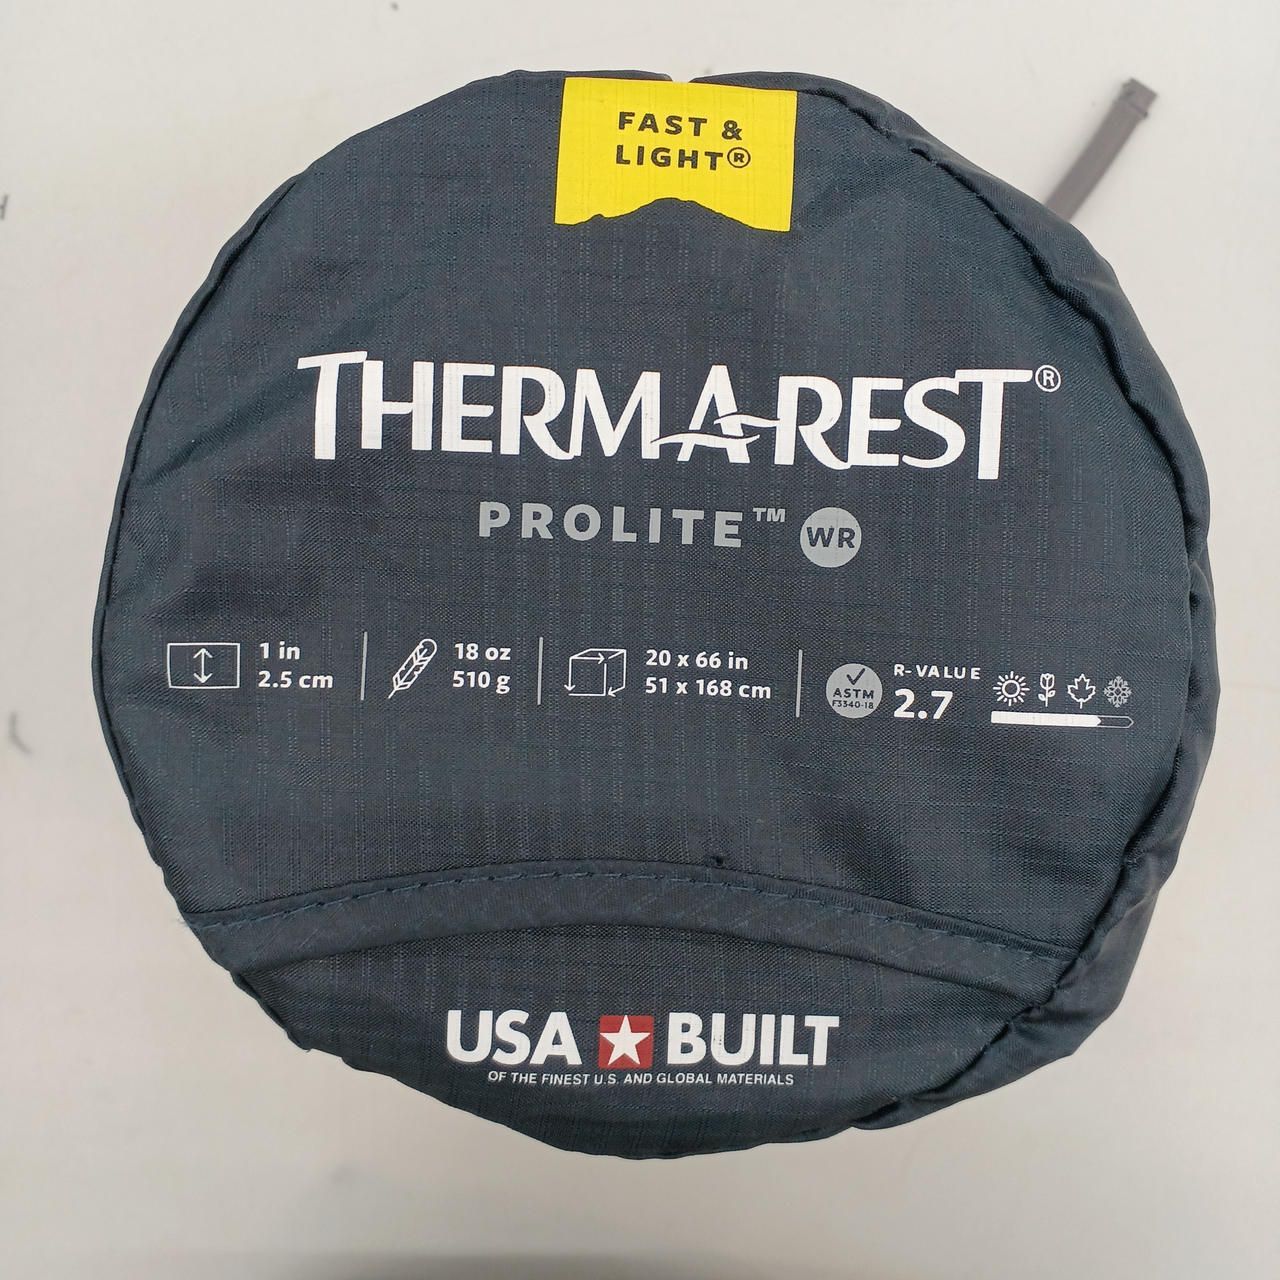 FAST &
LIGHT®
THERM-A-REST®
PROLITE™ WR
1 in
2.5 cm
18 oz
510 g
20 x 66 in
51 x 168 cm
ASTM
F3340-18
R-VALUE
2.7
USA BUILT
OF THE FINEST U.S. AND GLOBAL MATERIALS